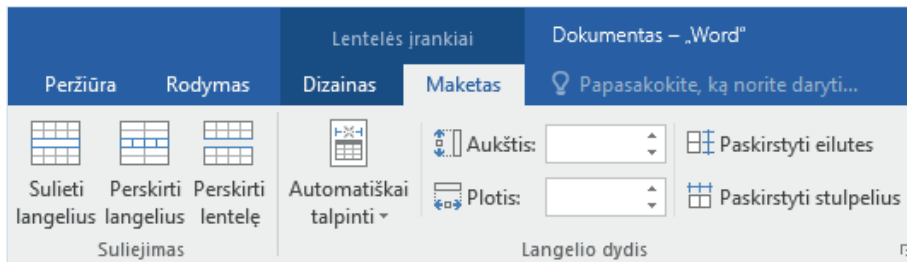 Lentelės įrankiai
Dokumentas – „Word“
Peržiūra Rodymas Dizainas Maketas Papasakokite, ką norite daryti...
Sulieti langelius
Perskirti langelius
Perskirti lentelę
Suliejimas
Automatiškai talpinti
Aukštis:
Plotis:
Paskirstyti eilutes
Paskirstyti stulpelius
Langelio dydis